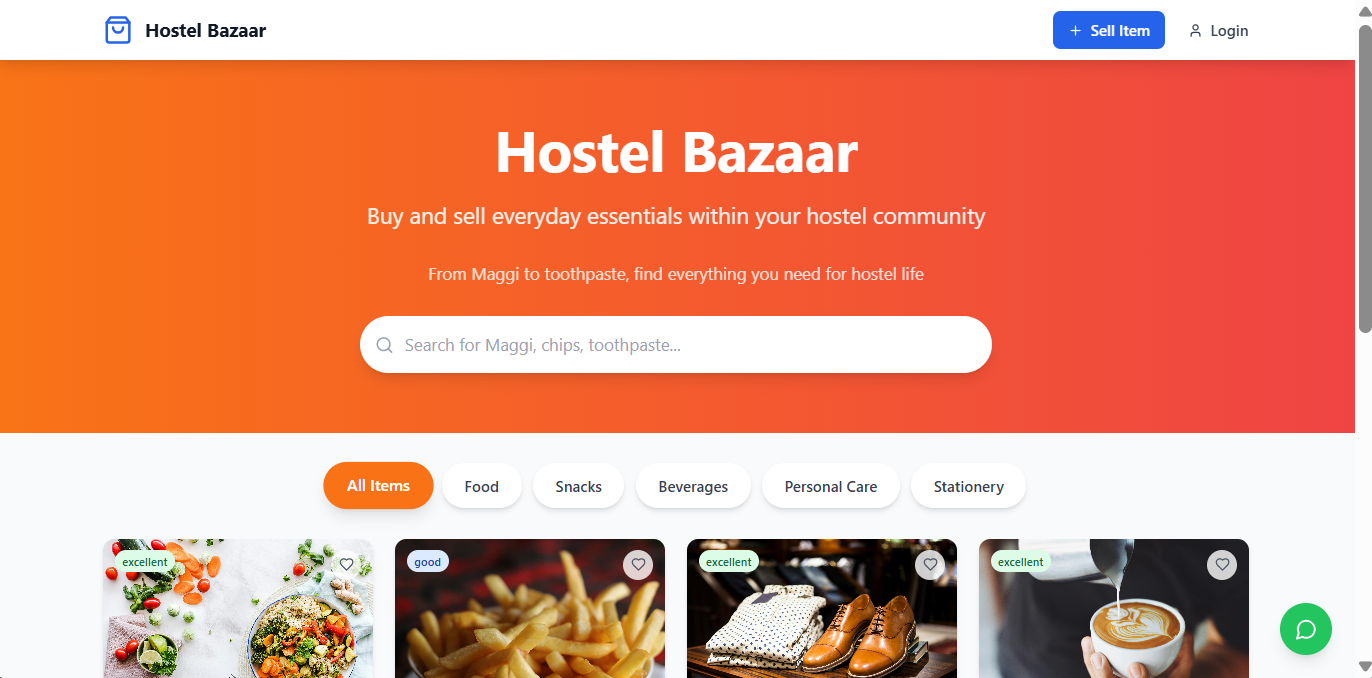 Hostel Bazaar
Sell Item
Login
Hostel Bazaar
Buy and sell everyday essentials within your hostel community
From Maggi to toothpaste, find everything you need for hostel life
Search for Maggi, chips, toothpaste...
All Items
Food
Snacks
Beverages
Personal Care
Stationery
excellent
good
excellent
excellent